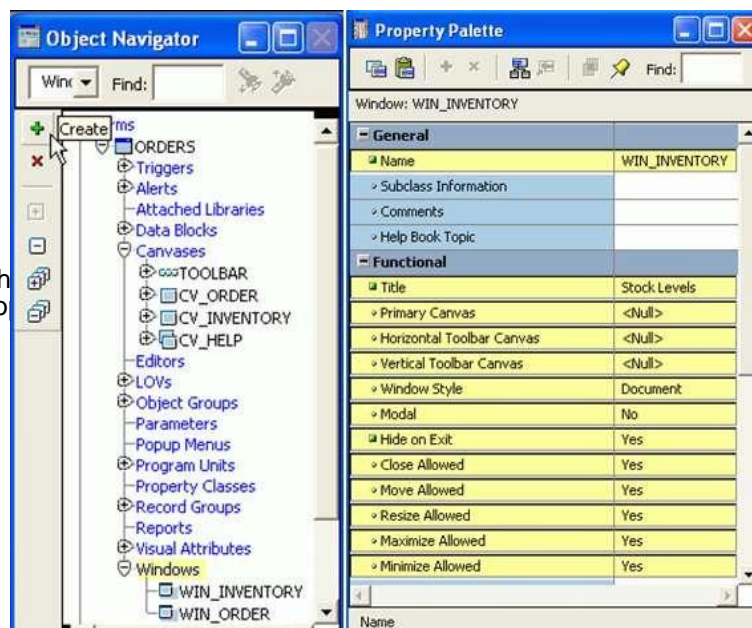 Object Navigator
Find:
Create
ORDERS
Triggers
Alerts
Attached Libraries
Data Blocks
Canvases
TOOLBAR
CV_ORDER
CV_INVENTORY
CV_HELP
Editors
LOVs
Object Groups
Parameters
Popup Menus
Program Units
Property Classes
Record Groups
Reports
Visual Attributes
Windows
WIN_INVENTORY
WIN_ORDER
Property Palette
Find:
Window: WIN_INVENTORY
General
Name WIN_INVENTORY
Subclass Information
Comments
Help Book Topic
Functional
Title Stock Levels
Primary Canvas <Null>
Horizontal Toolbar Canvas <Null>
Vertical Toolbar Canvas <Null>
Window Style Document
Modal No
Hide on Exit Yes
Close Allowed Yes
Move Allowed Yes
Resize Allowed Yes
Maximize Allowed Yes
Minimize Allowed Yes
Name